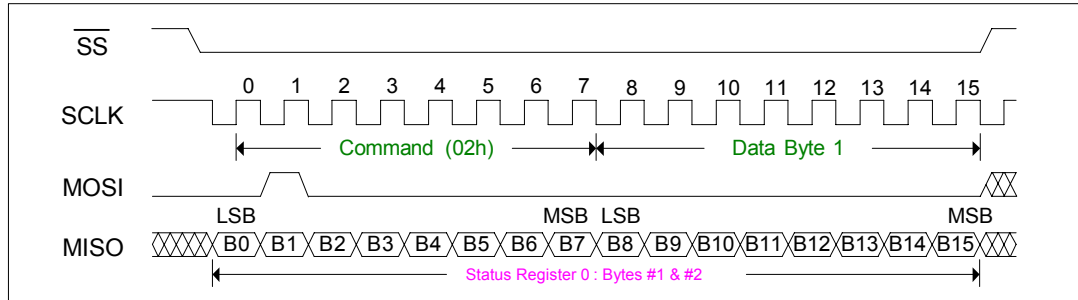 SS
0 1 2 3 4 5 6 7 8 9 10 11 12 13 14 15
SCLK
Command (02h) Data Byte 1
MOSI
LSB MSB LSB MSB
MISO B0 B1 B2 B3 B4 B5 B6 B7 B8 B9 B10 B11 B12 B13 B14 B15
Status Register 0 : Bytes #1 & #2